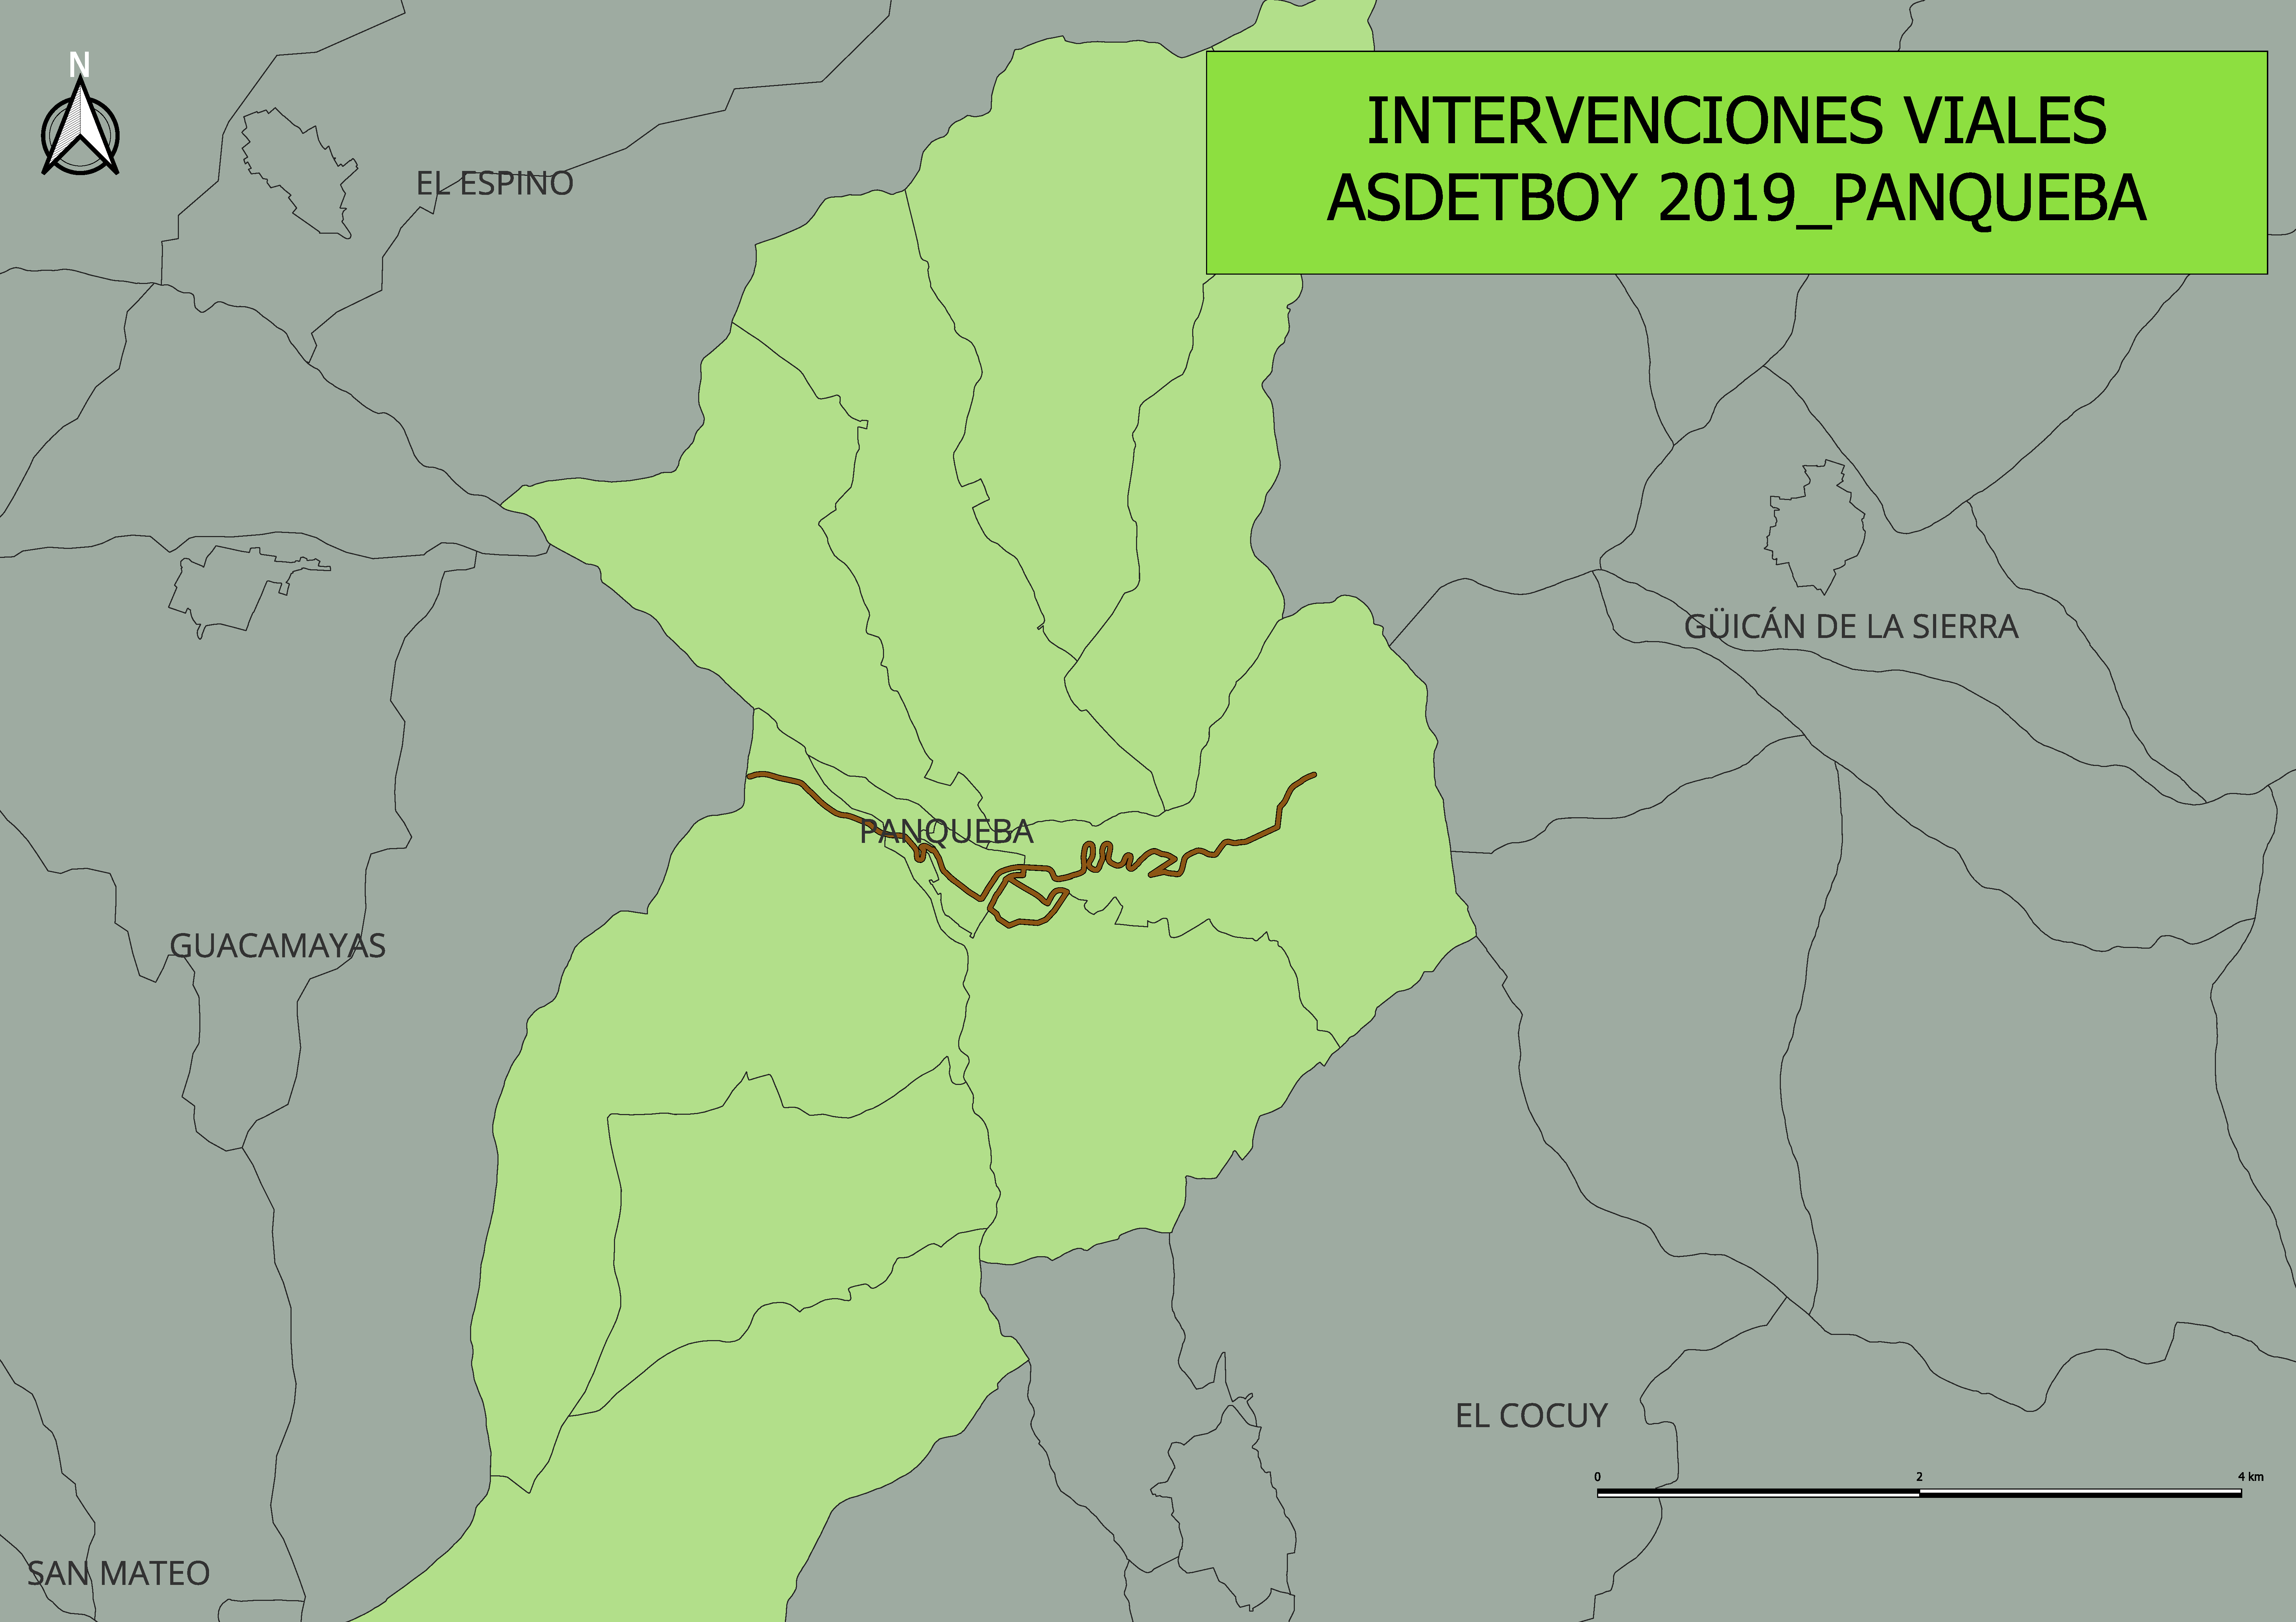 N
INTERVENCIONES VIALES
ASDETBOY 2019_PANQUEBA
EL ESPINO
GÜICÁN DE LA SIERRA
PANQUEBA
GUACAMAYAS
EL COCUY
0 2 4 km
SAN MATEO